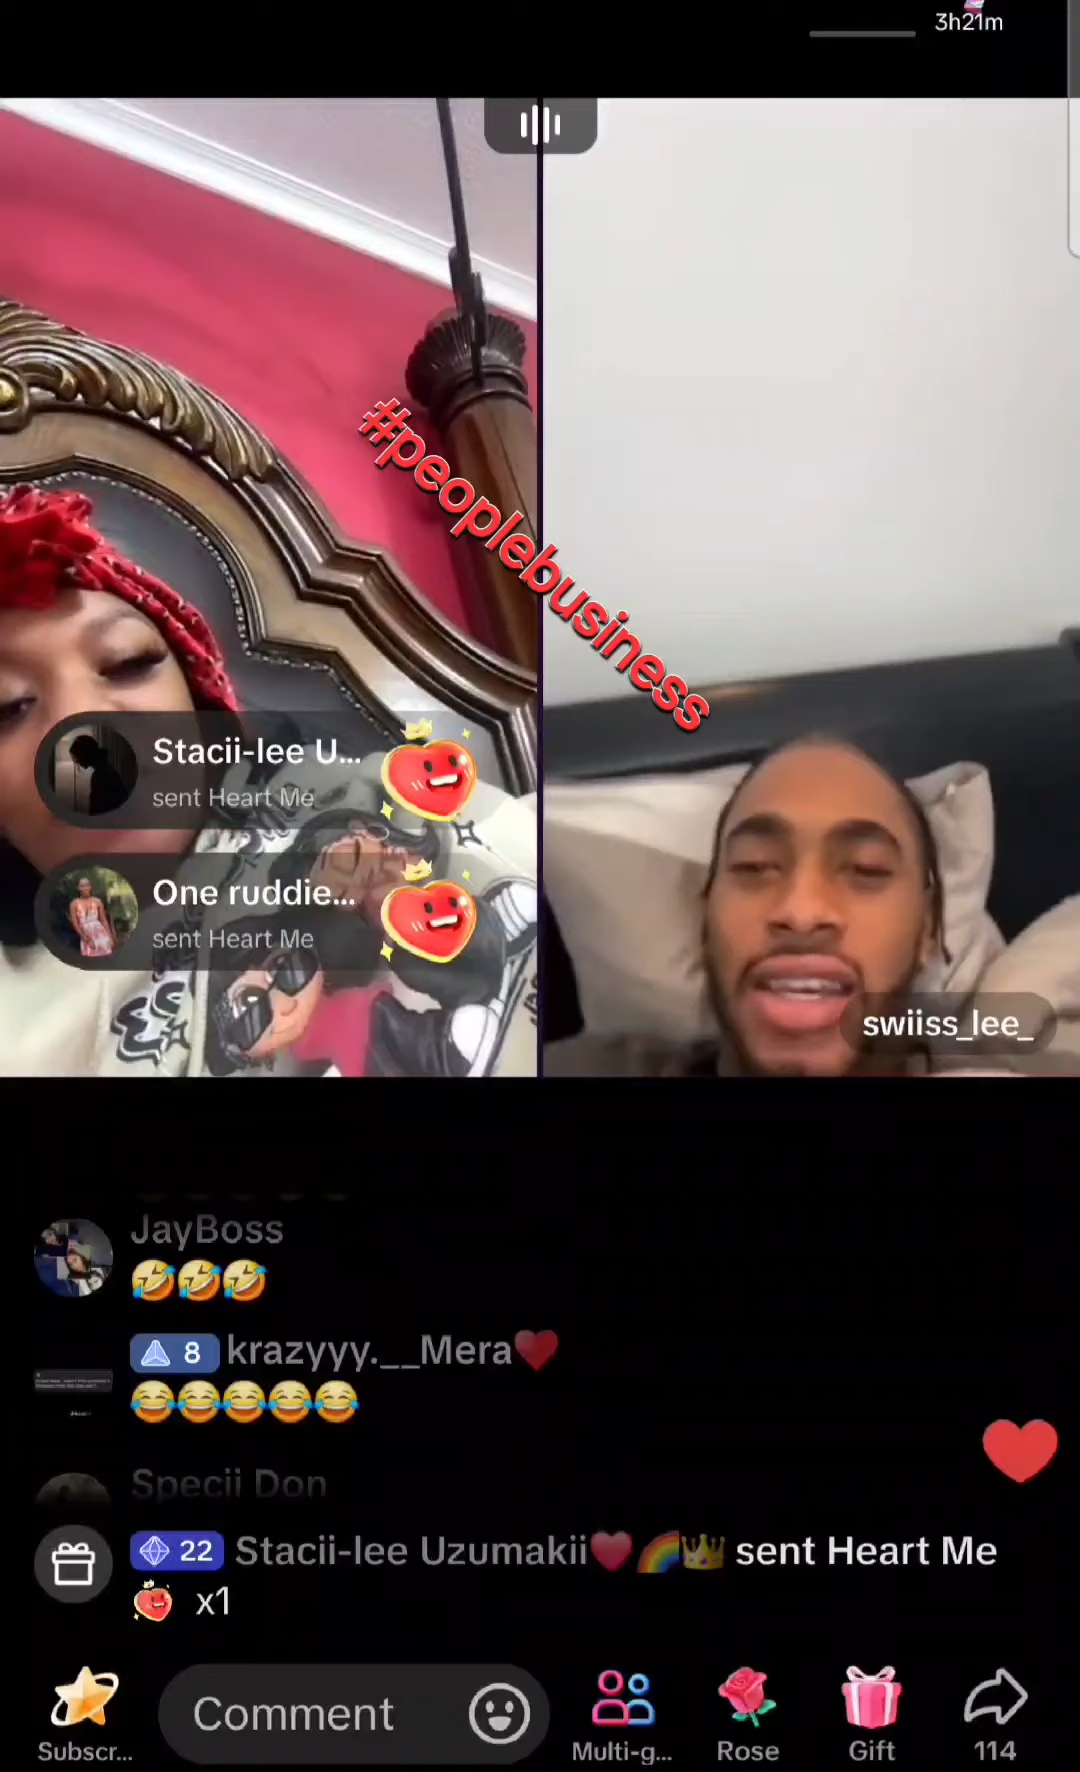 3h21m
#peoplebusiness
Stacii-lee U...
sent Heart Me
One ruddie...
sent Heart Me
swiiss_lee_
JayBoss
🤣🤣🤣
8 krazyyy.__Mera❤️
😂😂😂😂😂
Specii Don
22 Stacii-lee Uzumakii❤️🌈👑 sent Heart Me
x1
Subscr...
Comment
Multi-g...
Rose
Gift
114